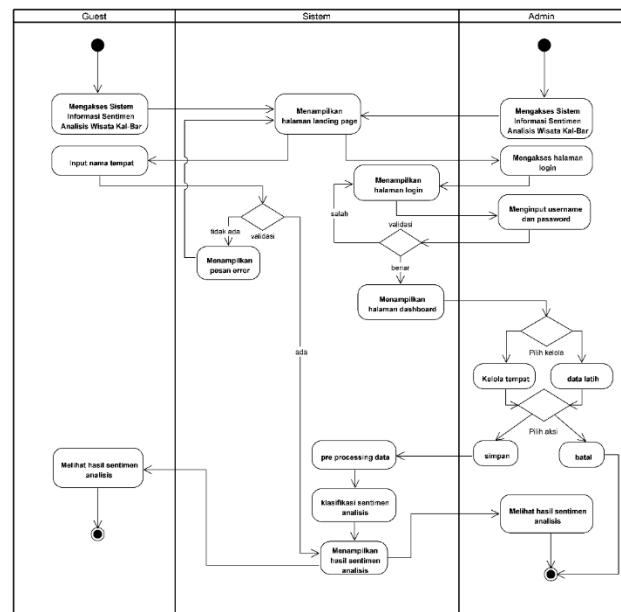 Guest
Sistem
Admin
Mengakses Sistem
Informasi Sentimen
Analisis Wisata Kal-Bar
Menampilkan
halaman landing page
Mengakses Sistem
Informasi Sentimen
Analisis Wisata Kal-Bar
Input nama tempat
Mengakses halaman
login
Menampilkan
halaman login
salah
Menginput username
dan password
validasi
tidak ada
validasi
Menampilkan
pesan error
benar
Menampilkan
halaman dashboard
Pilih kelola
ada
Kelola tempat
data latih
Pilih aksi
simpan
batal
pre processing data
Melihat hasil sentimen
analisis
klasifikasi sentimen
analisis
Melihat hasil sentimen
analisis
Menampilkan
hasil sentimen
analisis